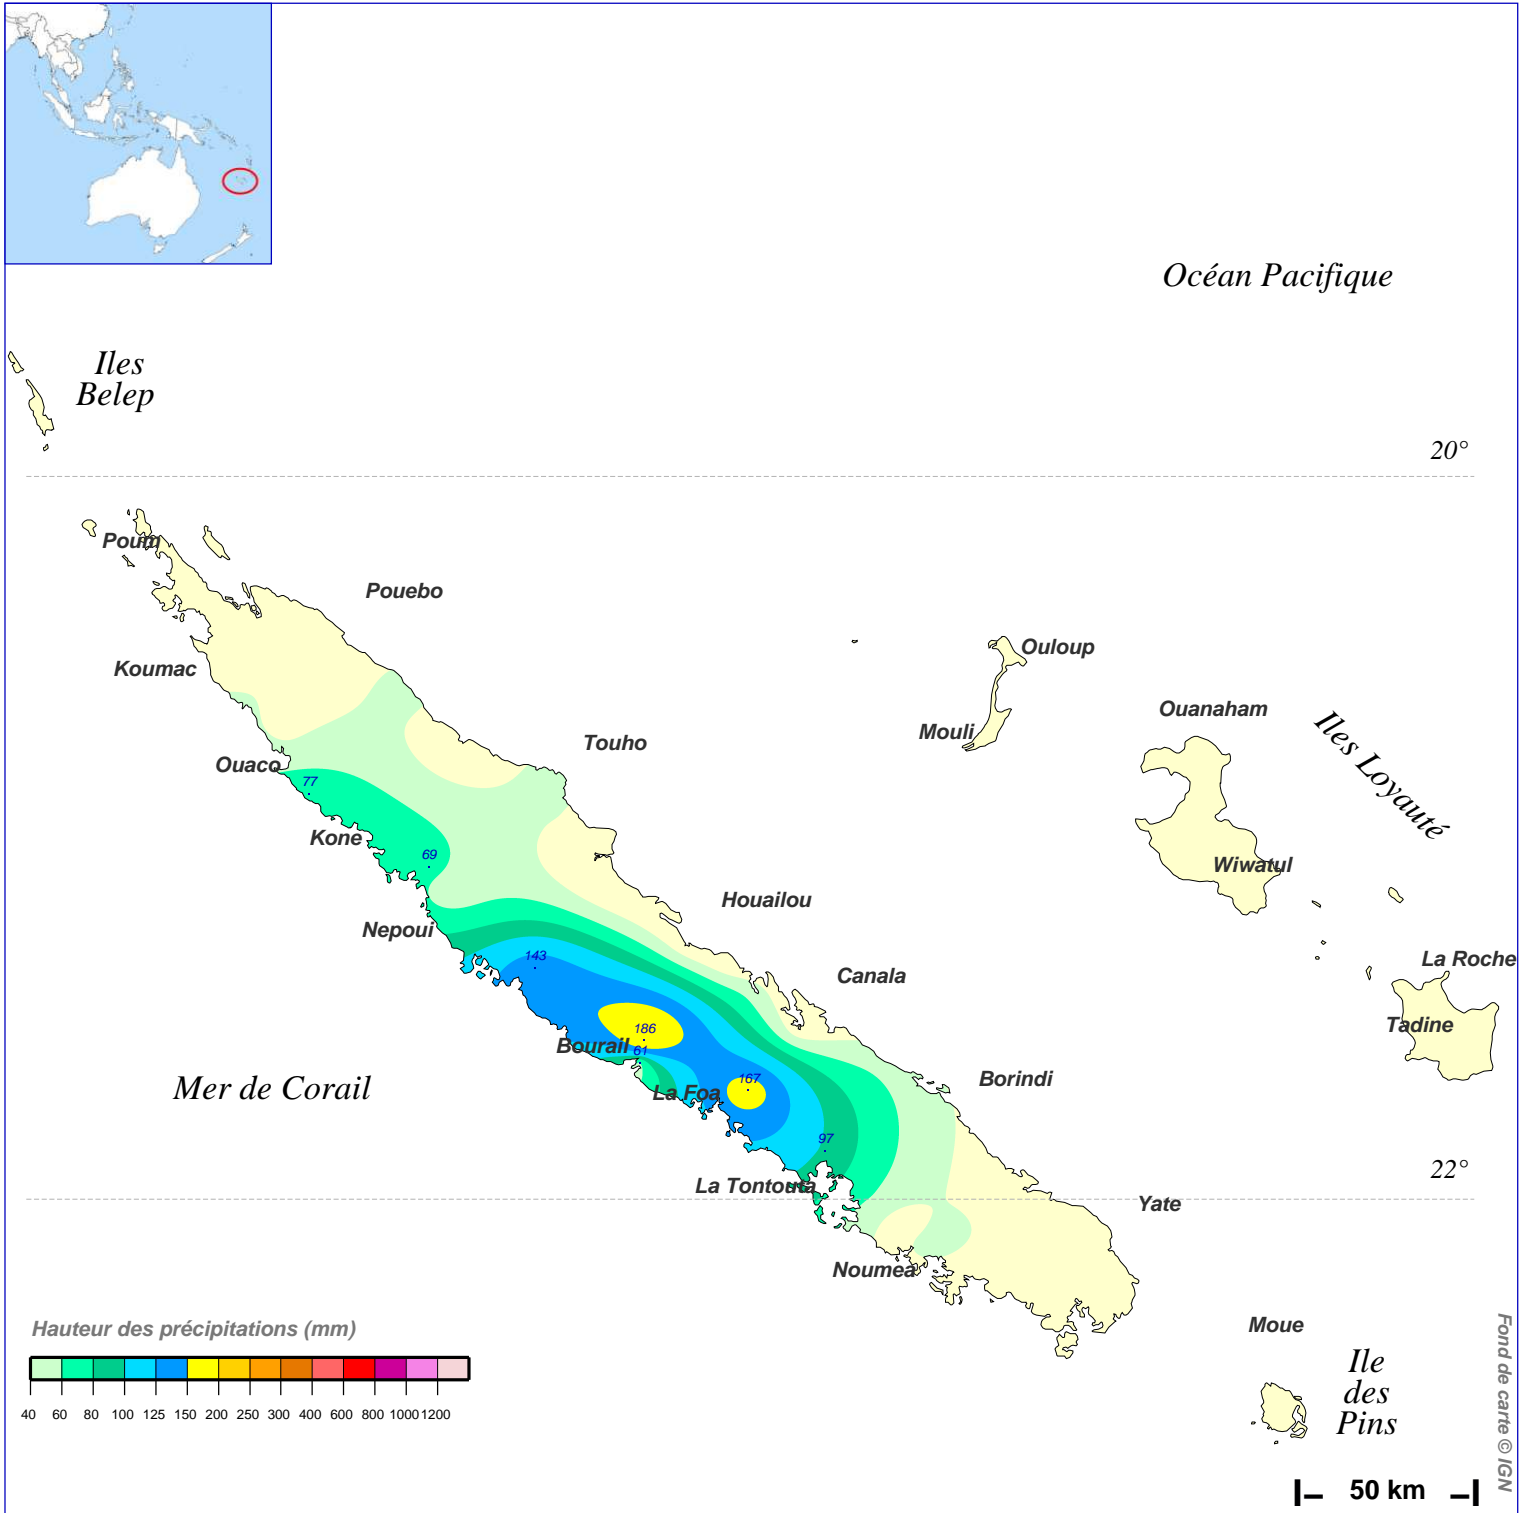 Océan Pacifique
Iles
Belep
20°
Poum
Pouebo
Ouloup
Koumac
Ouanaham
Iles Loyauté
Mouli
Touho
Ouaco
77
Kone
69
Wiwatul
Houailou
Nepoui
143
La Roche
Canala
186
Tadine
Bourail
61
167
Borindi
Mer de Corail
La Foa
97
22°
La Tontouta
Yate
Noumea
Moue
Ile
des
Pins
Hauteur des précipitations (mm)
40 60 80 100 125 150 200 250 300 400 600 800 1000 1200
50 km
Fond de carte © IGN